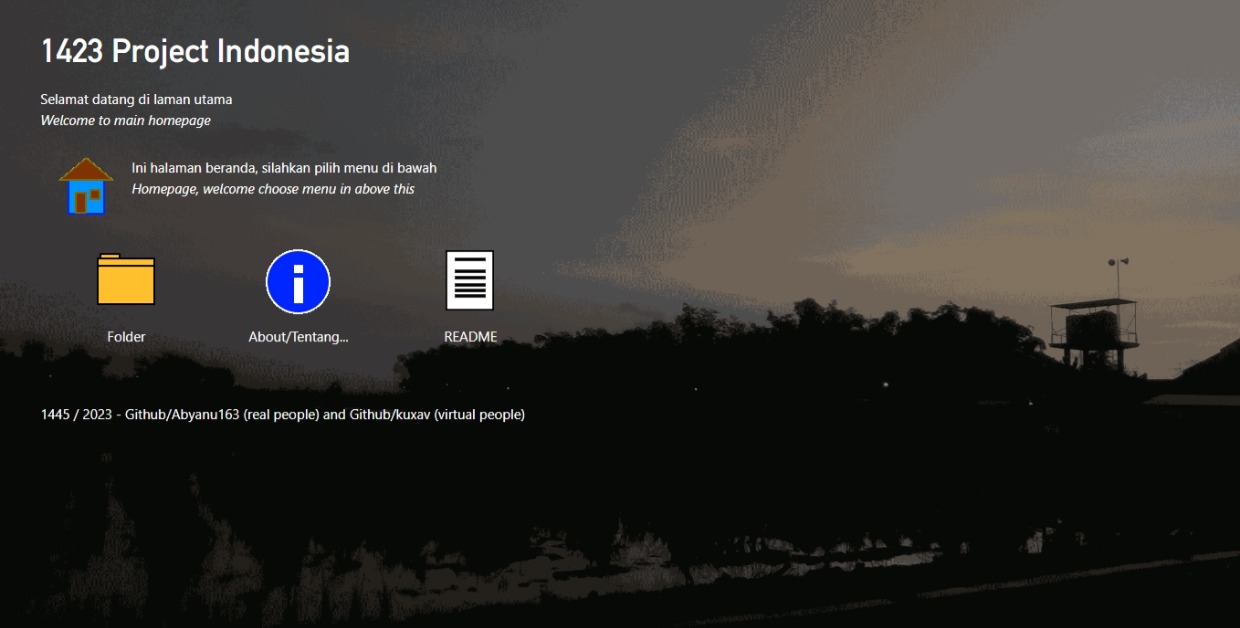 1423 Project Indonesia
Selamat datang di laman utama
Welcome to main homepage
Ini halaman beranda, silahkan pilih menu di bawah
Homepage, welcome choose menu in above this
Folder
About/Tentang...
README
1445 / 2023 - Github/Abyanu163 (real people) and Github/kuxav (virtual people)